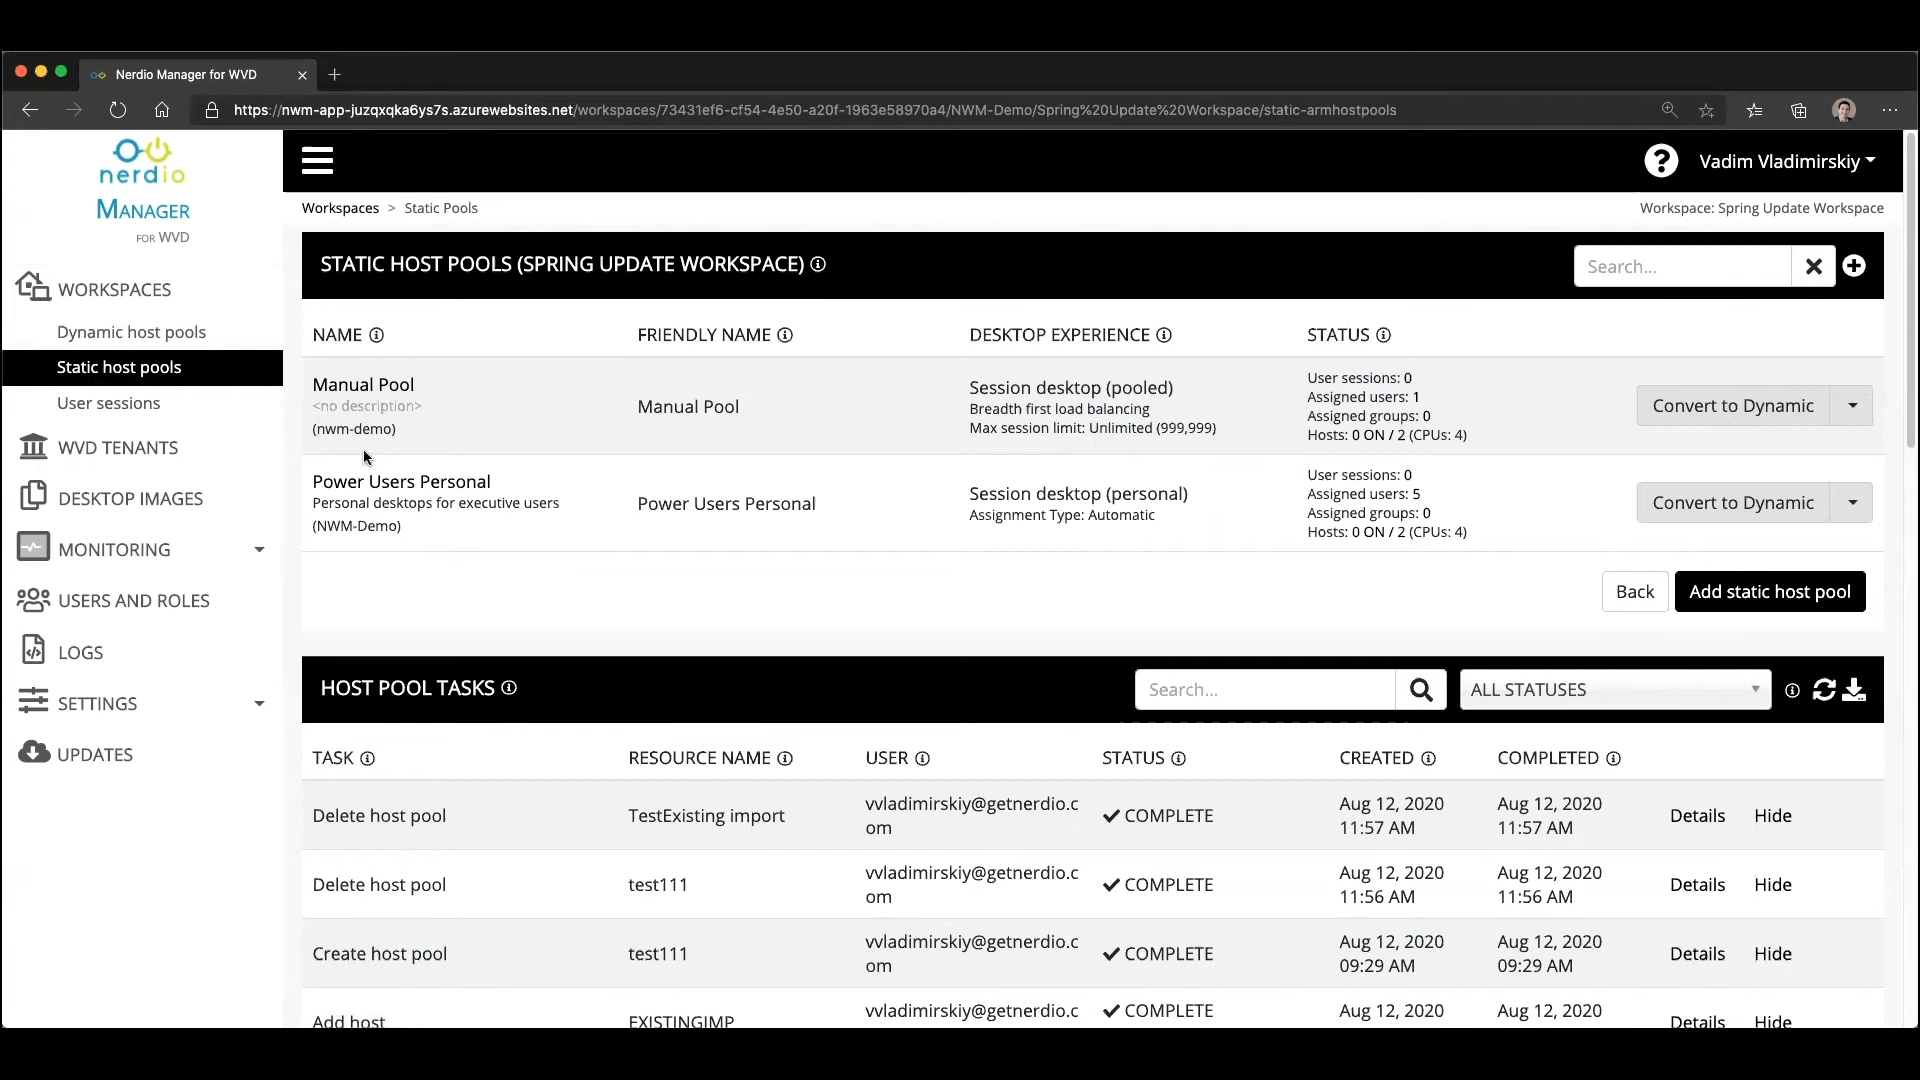 Nerdio Manager for WVD
https://nwm-app-juzqxqka6ys7s.azurewebsites.net/workspaces/73431ef6-cf54-4e50-a20f-1963e58970a4/NWM-Demo/Spring%20Update%20Workspace/static-armhostpools
nerdio
MANAGER
FOR WVD
WORKSPACES
Dynamic host pools
Static host pools
User sessions
WVD TENANTS
DESKTOP IMAGES
MONITORING
USERS AND ROLES
LOGS
SETTINGS
UPDATES
Vadim Vladimirskiy
Workspaces > Static Pools
Workspace: Spring Update Workspace
STATIC HOST POOLS (SPRING UPDATE WORKSPACE)
Search...
NAME FRIENDLY NAME DESKTOP EXPERIENCE STATUS
Manual Pool
<no description>
(nwm-demo)
Manual Pool
Session desktop (pooled)
Breadth first load balancing
Max session limit: Unlimited (999,999)
User sessions: 0
Assigned users: 1
Assigned groups: 0
Hosts: 0 ON / 2 (CPUs: 4)
Convert to Dynamic
Power Users Personal
Personal desktops for executive users
(NWM-Demo)
Power Users Personal
Session desktop (personal)
Assignment Type: Automatic
User sessions: 0
Assigned users: 5
Assigned groups: 0
Hosts: 0 ON / 2 (CPUs: 4)
Convert to Dynamic
Back
Add static host pool
HOST POOL TASKS
Search...
ALL STATUSES
TASK RESOURCE NAME USER STATUS CREATED COMPLETED
Delete host pool
TestExisting import
vvladimirskiy@getnerdio.c
om
COMPLETE
Aug 12, 2020
11:57 AM
Aug 12, 2020
11:57 AM
Details
Hide
Delete host pool
test111
vvladimirskiy@getnerdio.c
om
COMPLETE
Aug 12, 2020
11:56 AM
Aug 12, 2020
11:56 AM
Details
Hide
Create host pool
test111
vvladimirskiy@getnerdio.c
om
COMPLETE
Aug 12, 2020
09:29 AM
Aug 12, 2020
09:29 AM
Details
Hide
Add host
EXISTINGIMP
vvladimirskiy@getnerdio.c
COMPLETE
Aug 12, 2020
Aug 12, 2020
Details
Hide